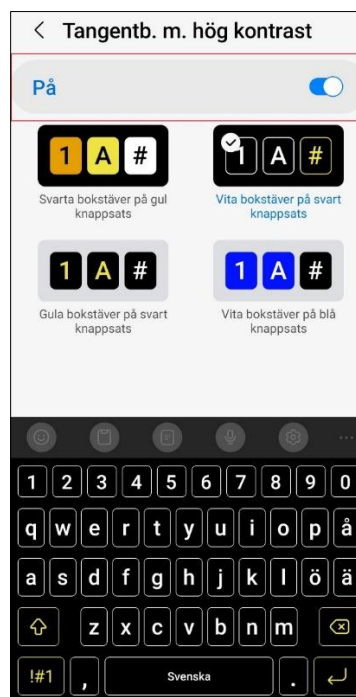 Tangentb. m. hög kontrast
På
1 A #
1 A #
Svarta bokstäver på gul
knappsats
Vita bokstäver på svart
knappsats
1 A #
1 A #
Gula bokstäver på svart
knappsats
Vita bokstäver på blå
knappsats
1 2 3 4 5 6 7 8 9 0
q w e r t y u i o p å
a s d f g h j k l ö ä
z x c v b n m
!#1 , Svenska .